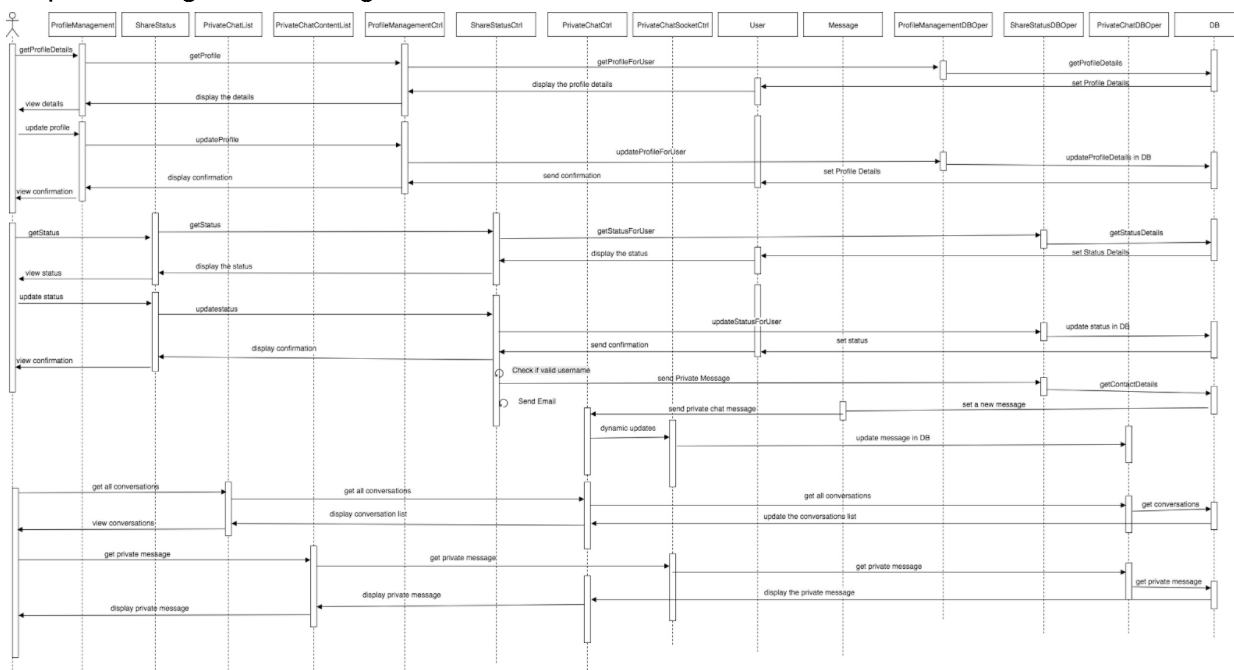 ProfileManagement ShareStatus PrivateChatList PrivateChatContentList ProfileManagementCtrl ShareStatusCtrl PrivateChatCtrl PrivateChatSocketCtrl User Message ProfileManagementDBOper ShareStatusDBOper PrivateChatDBOper DB
getProfileDetails
getProfile
getProfileForUser
getProfileDetails
set Profile Details
display the profile details
display the details
view details
update profile
updateProfile
updateProfileForUser
updateProfileDetails in DB
set Profile Details
send confirmation
display confirmation
view confirmation
getStatus
getStatus
getStatusForUser
getStatusDetails
set Status Details
display the status
display the status
view status
update status
updatestatus
updateStatusForUser
update status in DB
set status
send confirmation
display confirmation
view confirmation
Check if valid username
send Private Message
getContactDetails
Send Email
set a new message
send private chat message
dynamic updates
update message in DB
get all conversations
get all conversations
get all conversations
get conversations
update the conversations list
display conversation list
view conversations
get private message
get private message
get private message
get private message
display the private message
display private message
display private message